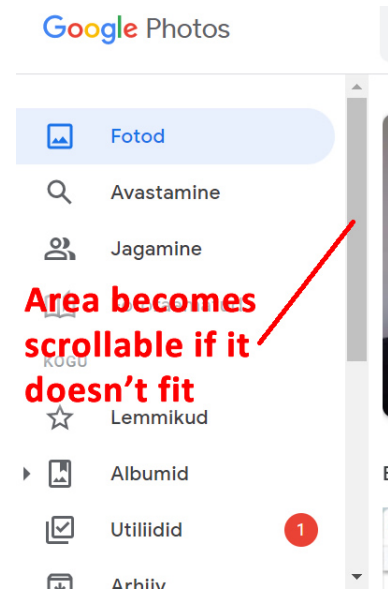 Google Photos
Fotod
Avastamine
Jagamine
Area becomes
scrollable if it
KOGU
doesn't fit
Lemmikud
Albumid
Utiliidid 1
Arhiiv